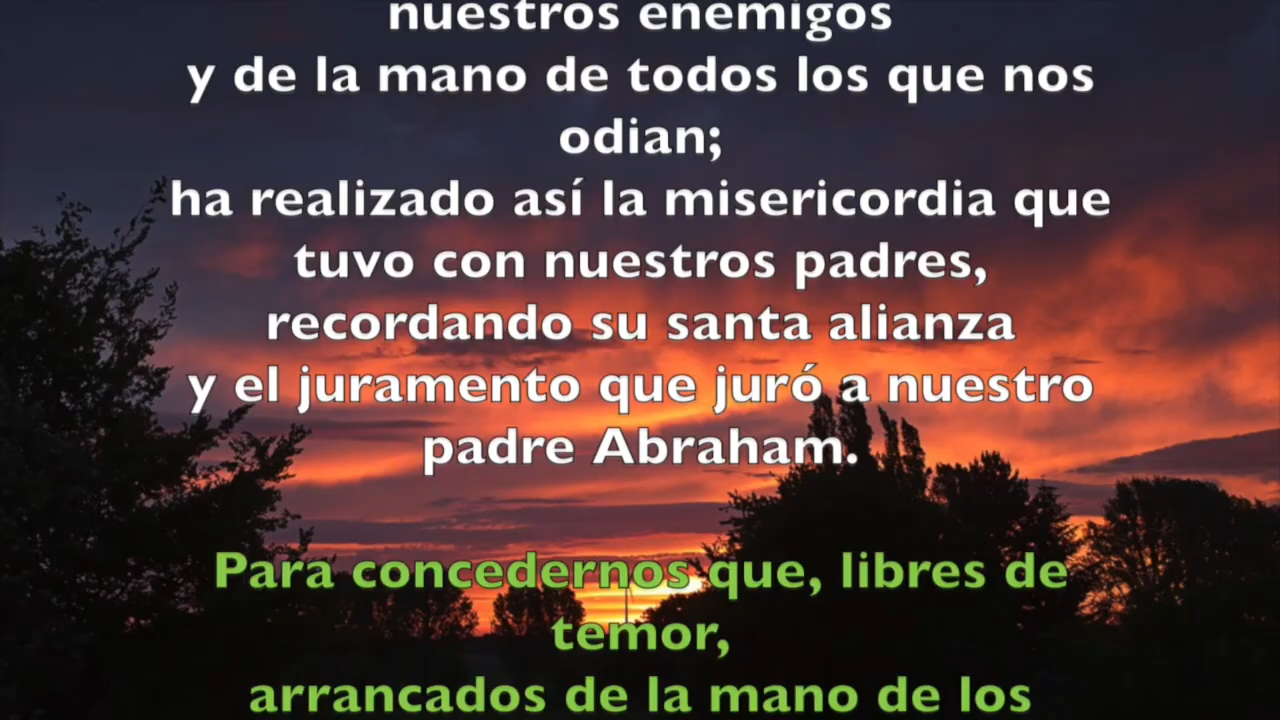 nuestros enemigos
y de la mano de todos los que nos
odian;
ha realizado así la misericordia que
tuvo con nuestros padres,
recordando su santa alianza
y el juramento que juró a nuestro
padre Abraham.
Para concedernos que, libres de
temor,
arrancados de la mano de los